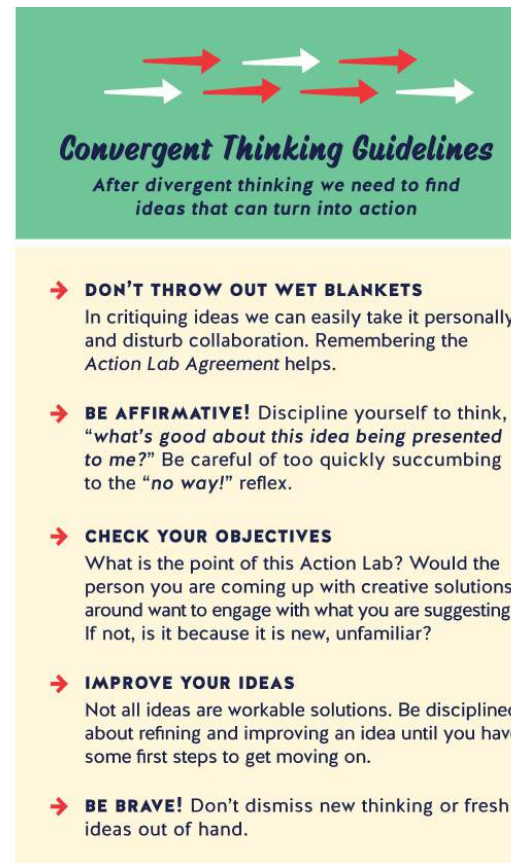 Convergent Thinking Guidelines
After divergent thinking we need to find
ideas that can turn into action
DON'T THROW OUT WET BLANKETS
In critiquing ideas we can easily take it personally
and disturb collaboration. Remembering the
Action Lab Agreement helps.
BE AFFIRMATIVE! Discipline yourself to think,
"what's good about this idea being presented
to me?" Be careful of too quickly succumbing
to the "no way!" reflex.
CHECK YOUR OBJECTIVES
What is the point of this Action Lab? Would the
person you are coming up with creative solutions
around want to engage with what you are suggesting
If not, is it because it is new, unfamiliar?
IMPROVE YOUR IDEAS
Not all ideas are workable solutions. Be disciplined
about refining and improving an idea until you have
some first steps to get moving on.
BE BRAVE! Don't dismiss new thinking or fresh
ideas out of hand.